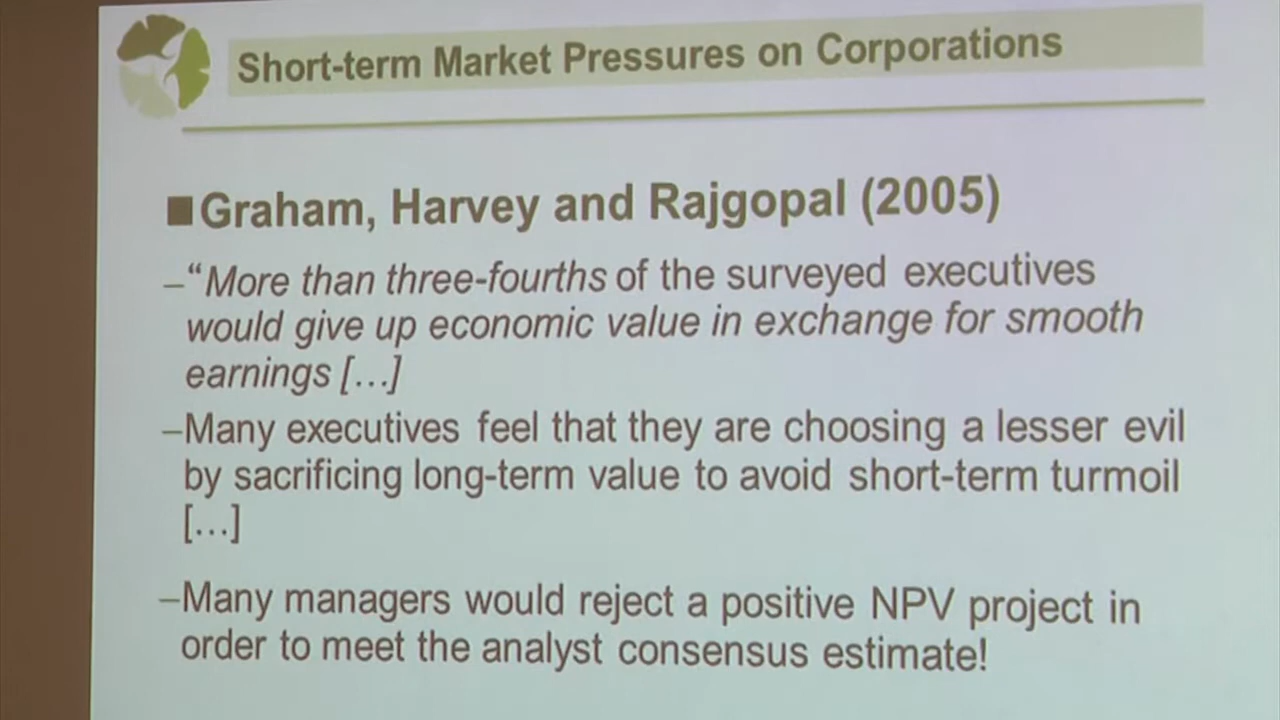 Short-term Market Pressures on Corporations
■Graham, Harvey and Rajgopal (2005)
–“More than three-fourths of the surveyed executives
would give up economic value in exchange for smooth
earnings […]
–Many executives feel that they are choosing a lesser evil
by sacrificing long-term value to avoid short-term turmoil
[…]
–Many managers would reject a positive NPV project in
order to meet the analyst consensus estimate!